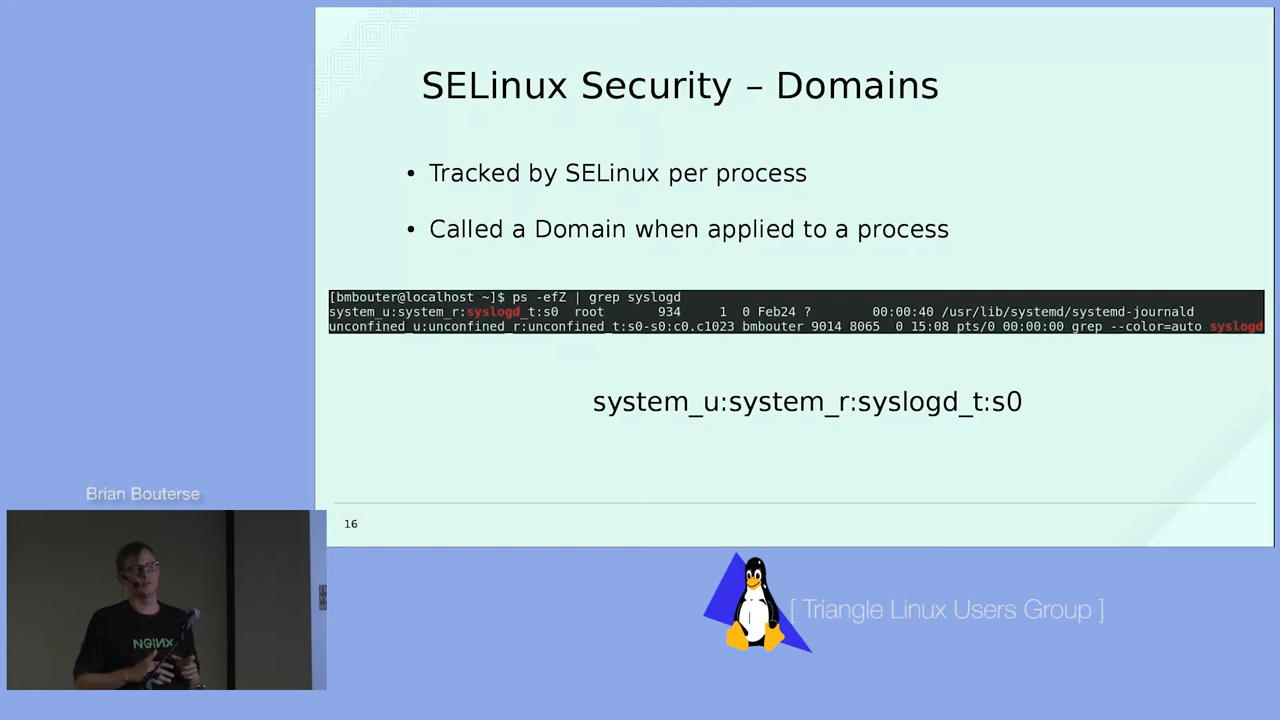 SELinux Security – Domains
• Tracked by SELinux per process
• Called a Domain when applied to a process
[bmbouter@localhost ~]$ ps -efZ | grep syslogd
system_u:system_r:syslogd_t:s0 root 934 1 0 Feb24 ? 00:00:40 /usr/lib/systemd/systemd-journald
unconfined_u:unconfined_r:unconfined_t:s0-s0:c0.c1023 bmbouter 9014 8065 0 15:08 pts/0 00:00:00 grep --color=auto syslogd
system_u:system_r:syslogd_t:s0
16
Brian Bouterse
NGINX
[ Triangle Linux Users Group ]